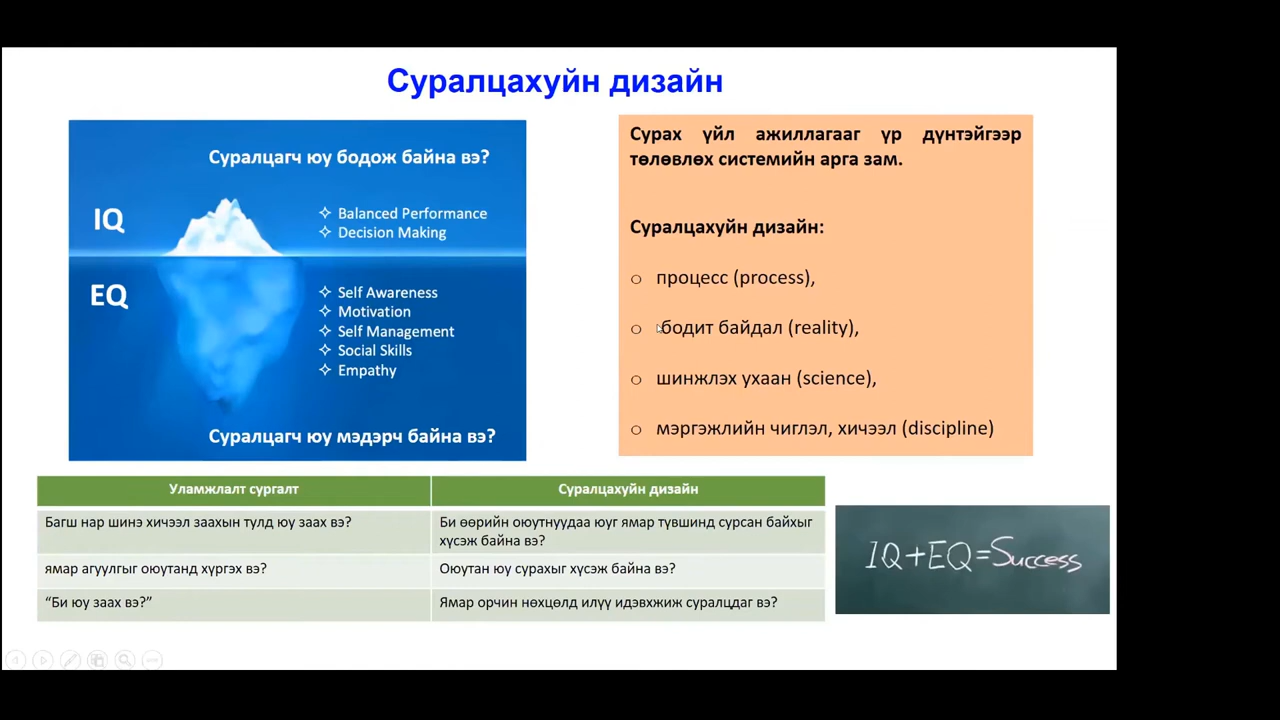 Суралцахуйн дизайн
Суралцагч юу бодож байна вэ?
IQ
Balanced Performance
Decision Making
EQ
Self Awareness
Motivation
Self Management
Social Skills
Empathy
Суралцагч юу мэдэрч байна вэ?
Сурах үйл ажиллагааг үр дүнтэйгээр
төлөвлөх системийн арга зам.
Суралцахуйн дизайн:
o процесс (process),
o бодит байдал (reality),
o шинжлэх ухаан (science),
o мэргэжлийн чиглэл, хичээл (discipline)
Уламжлалт сургалт
Суралцахуйн дизайн
Багш нар шинэ хичээл заахын тулд юу заах вэ?
Би өөрийн оюутнуудаа юуг ямар түвшинд сурсан байхыг
хүсэж байна вэ?
ямар агуулгыг оюутанд хүргэх вэ?
Оюутан юу сурахыг хүсэж байна вэ?
“Би юу заах вэ?”
Ямар орчин нөхцөлд илүү идэвхжиж суралцдаг вэ?
IQ+EQ=Success